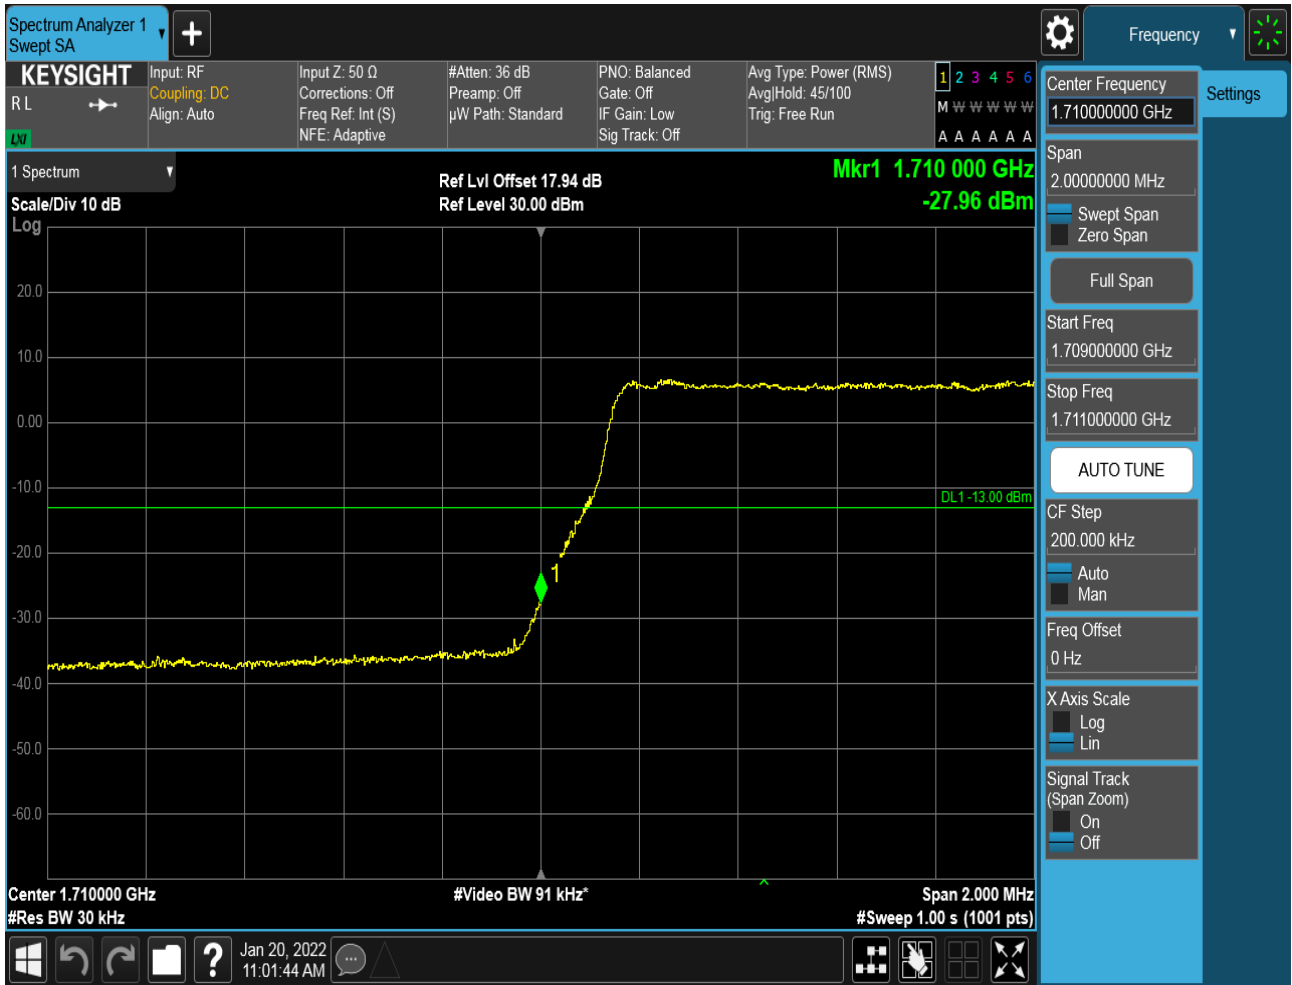 Spectrum Analyzer 1
Swept SA
Frequency
KEYSIGHT
R L
LXI
Input: RF
Coupling: DC
Align: Auto
Input Z: 50 Ω
Corrections: Off
Freq Ref: Int (S)
NFE: Adaptive
#Atten: 36 dB
Preamp: Off
µW Path: Standard
PNO: Balanced
Gate: Off
IF Gain: Low
Sig Track: Off
Avg Type: Power (RMS)
Avg|Hold: 45/100
Trig: Free Run
1 2 3 4 5 6
M W W W W W
A A A A A A
1 Spectrum
Scale/Div 10 dB
Log
Ref Lvl Offset 17.94 dB
Ref Level 30.00 dBm
Mkr1 1.710 000 GHz
-27.96 dBm
20.0
10.0
0.00
-10.0
DL1 -13.00 dBm
-20.0
1
-30.0
-40.0
-50.0
-60.0
Center 1.710000 GHz
#Video BW 91 kHz*
Span 2.000 MHz
#Res BW 30 kHz
#Sweep 1.00 s (1001 pts)
Jan 20, 2022
11:01:44 AM
Center Frequency
1.710000000 GHz
Settings
Span
2.00000000 MHz
Swept Span
Zero Span
Full Span
Start Freq
1.709000000 GHz
Stop Freq
1.711000000 GHz
AUTO TUNE
CF Step
200.000 kHz
Auto
Man
Freq Offset
0 Hz
X Axis Scale
Log
Lin
Signal Track
(Span Zoom)
On
Off